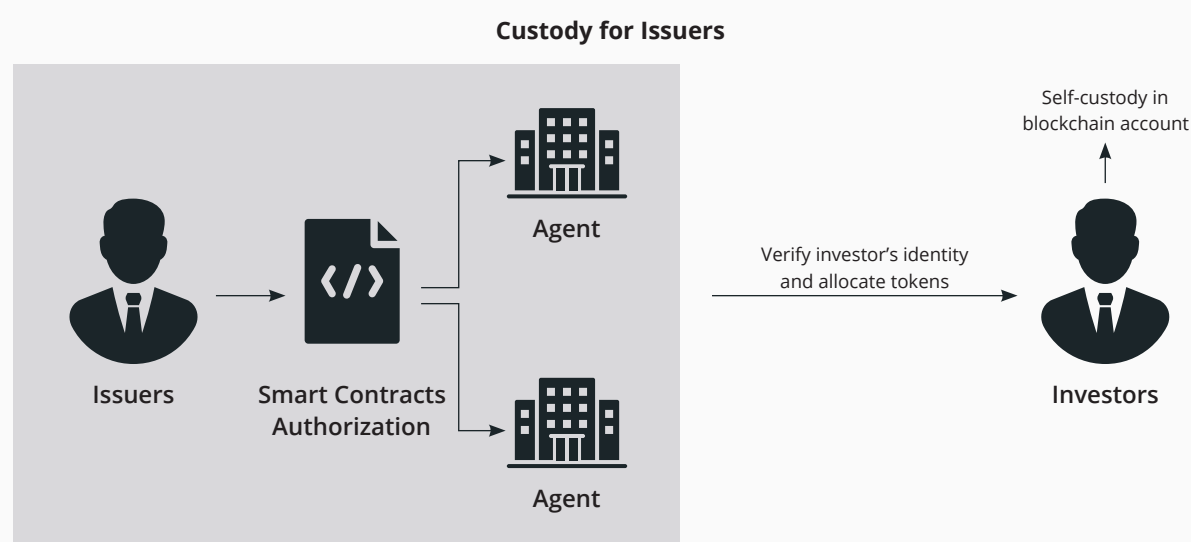 Custody for Issuers
Self-custody in
blockchain account
Agent
Verify investor’s identity
and allocate tokens
Issuers
Smart Contracts
Authorization
Investors
Agent